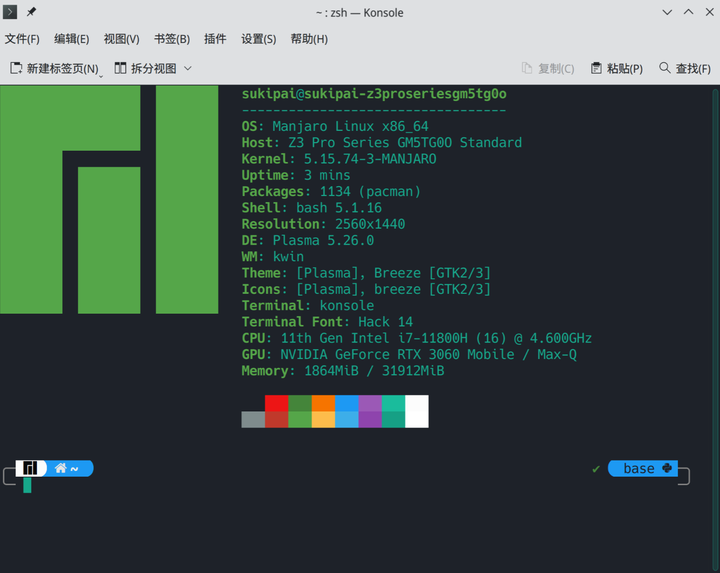 ~ : zsh — Konsole
文件(F) 编辑(E) 视图(V) 书签(B) 插件 设置(S) 帮助(H)
新建标签页(N) 拆分视图 复制(C) 粘贴(P) 查找(F)
sukipai@sukipai-z3proseriesgm5tg0o
----------------------------------
OS: Manjaro Linux x86_64
Host: Z3 Pro Series GM5TG0O Standard
Kernel: 5.15.74-3-MANJARO
Uptime: 3 mins
Packages: 1134 (pacman)
Shell: bash 5.1.16
Resolution: 2560x1440
DE: Plasma 5.26.0
WM: kwin
Theme: [Plasma], Breeze [GTK2/3]
Icons: [Plasma], breeze [GTK2/3]
Terminal: konsole
Terminal Font: Hack 14
CPU: 11th Gen Intel i7-11800H (16) @ 4.600GHz
GPU: NVIDIA GeForce RTX 3060 Mobile / Max-Q
Memory: 1864MiB / 31912MiB
~ ✔ base